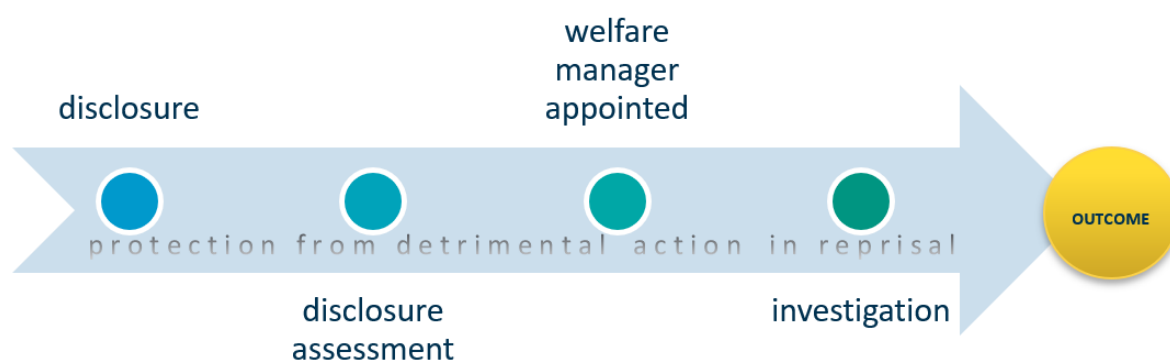 welfare
manager
disclosure
appointed
protection from detrimental action in reprisal
OUTCOME
disclosure
assessment
investigation